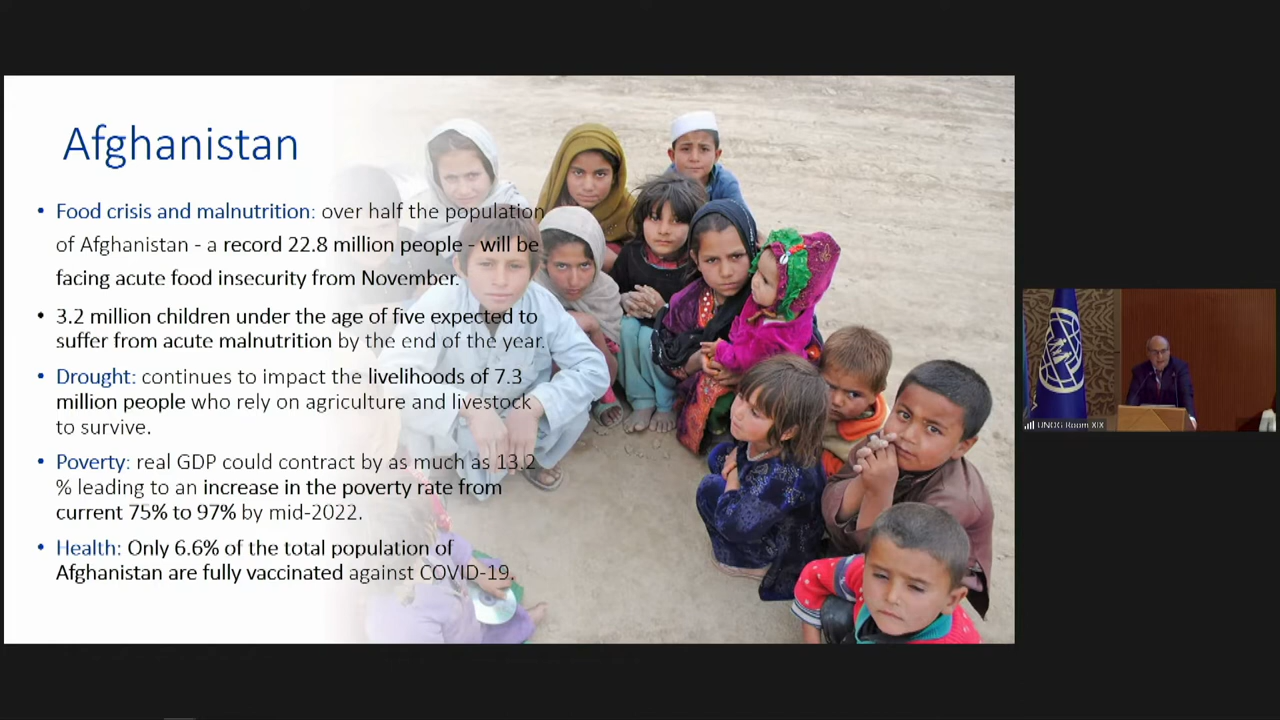 Afghanistan
• Food crisis and malnutrition: over half the population
of Afghanistan - a record 22.8 million people - will be
facing acute food insecurity from November.
• 3.2 million children under the age of five expected to
suffer from acute malnutrition by the end of the year.
• Drought: continues to impact the livelihoods of 7.3
million people who rely on agriculture and livestock
to survive.
• Poverty: real GDP could contract by as much as 13.2
% leading to an increase in the poverty rate from
current 75% to 97% by mid-2022.
• Health: Only 6.6% of the total population of
Afghanistan are fully vaccinated against COVID-19.
UNOG Room XIX